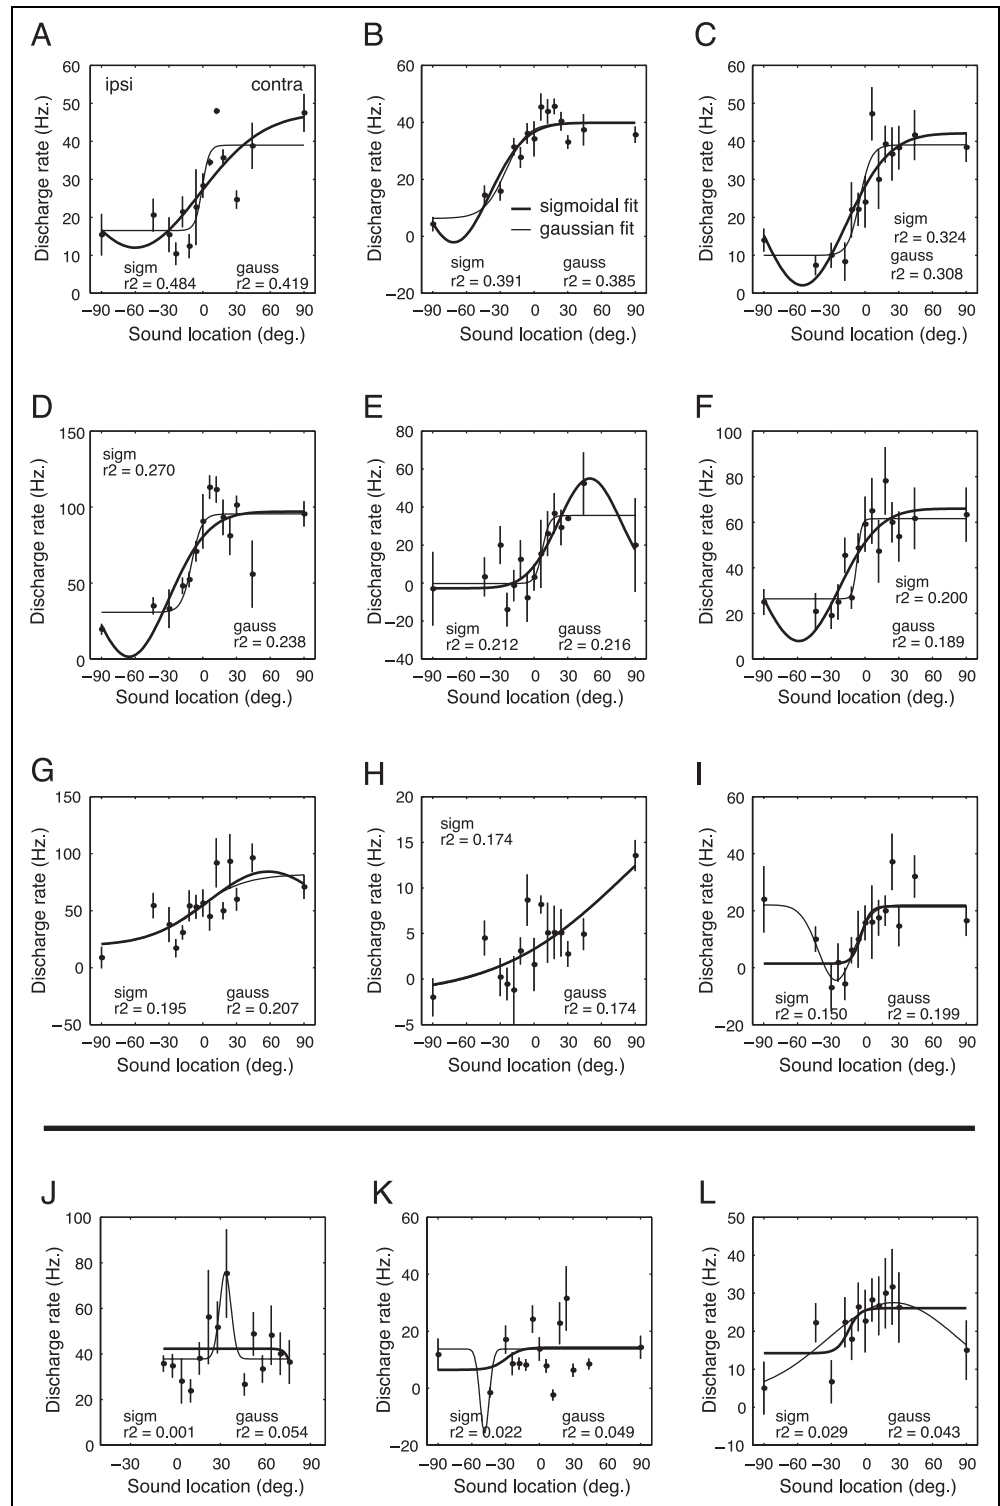 A
Discharge rate (Hz.)
60
50
40
30
20
10
0
ipsi contra
sigm gauss
r2 = 0.484 r2 = 0.419
−90 −60 −30 0 30 60 90
Sound location (deg.)
B
Discharge rate (Hz.)
60
40
20
0
−20
sigmoidal fit
gaussian fit
sigm gauss
r2 = 0.391 r2 = 0.385
−90 −60 −30 0 30 60 90
Sound location (deg.)
C
Discharge rate (Hz.)
60
50
40
30
20
10
0
sigm
r2 = 0.324
gauss
r2 = 0.308
−90 −60 −30 0 30 60 90
Sound location (deg.)
D
Discharge rate (Hz.)
150
100
50
0
sigm
r2 = 0.270
gauss
r2 = 0.238
−90 −60 −30 0 30 60 90
Sound location (deg.)
E
Discharge rate (Hz.)
80
60
40
20
0
−20
−40
sigm gauss
r2 = 0.212 r2 = 0.216
−90 −60 −30 0 30 60 90
Sound location (deg.)
F
Discharge rate (Hz.)
100
80
60
40
20
0
sigm
r2 = 0.200
gauss
r2 = 0.189
−90 −60 −30 0 30 60 90
Sound location (deg.)
G
Discharge rate (Hz.)
150
100
50
0
−50
sigm gauss
r2 = 0.195 r2 = 0.207
−90 −60 −30 0 30 60 90
Sound location (deg.)
H
Discharge rate (Hz.)
20
15
10
5
0
−5
sigm
r2 = 0.174
gauss
r2 = 0.174
−90 −60 −30 0 30 60 90
Sound location (deg.)
I
Discharge rate (Hz.)
60
40
20
0
−20
sigm gauss
r2 = 0.150 r2 = 0.199
−90 −60 −30 0 30 60 90
Sound location (deg.)
J
Discharge rate (Hz.)
100
80
60
40
20
0
sigm gauss
r2 = 0.001 r2 = 0.054
−30 0 30 60 90
Sound location (deg.)
K
Discharge rate (Hz.)
60
40
20
0
−20
sigm gauss
r2 = 0.022 r2 = 0.049
−90 −60 −30 0 30 60 90
Sound location (deg.)
L
Discharge rate (Hz.)
50
40
30
20
10
0
−10
sigm gauss
r2 = 0.029 r2 = 0.043
−90 −60 −30 0 30 60 90
Sound location (deg.)